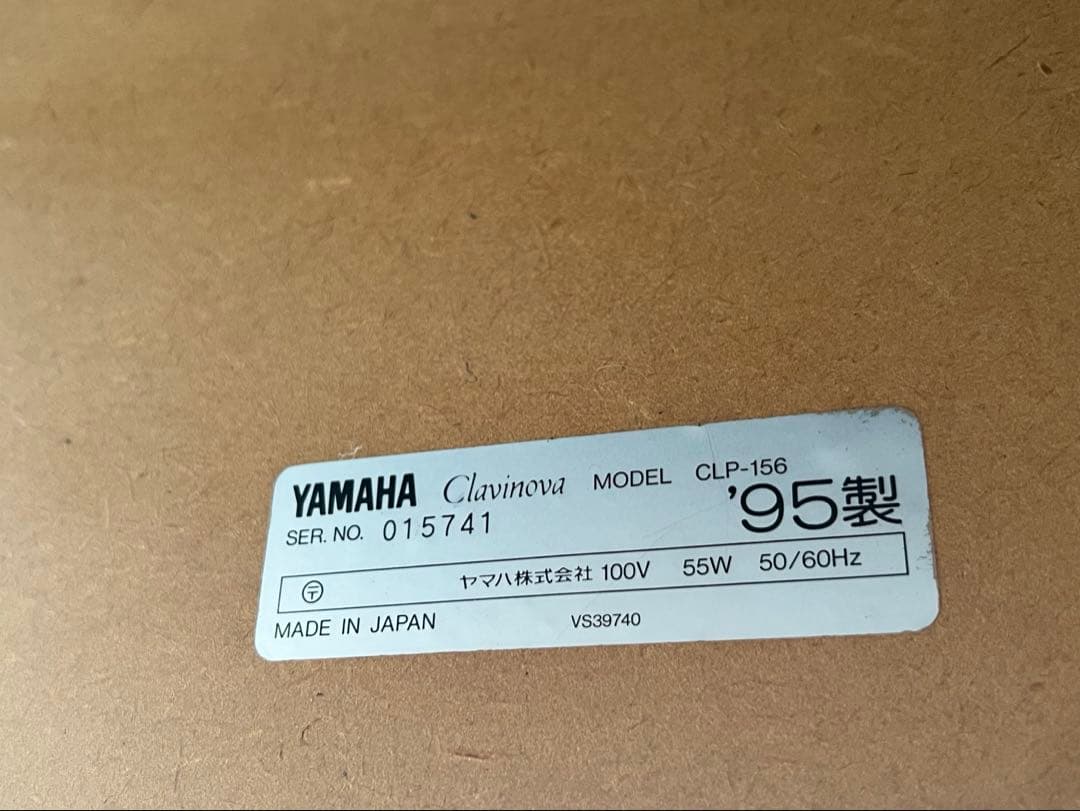 YAMAHA Clavinova MODEL CLP-156
SER. NO. 015741 '95製
〒 ヤマハ株式会社 100V 55W 50/60Hz
MADE IN JAPAN VS39740